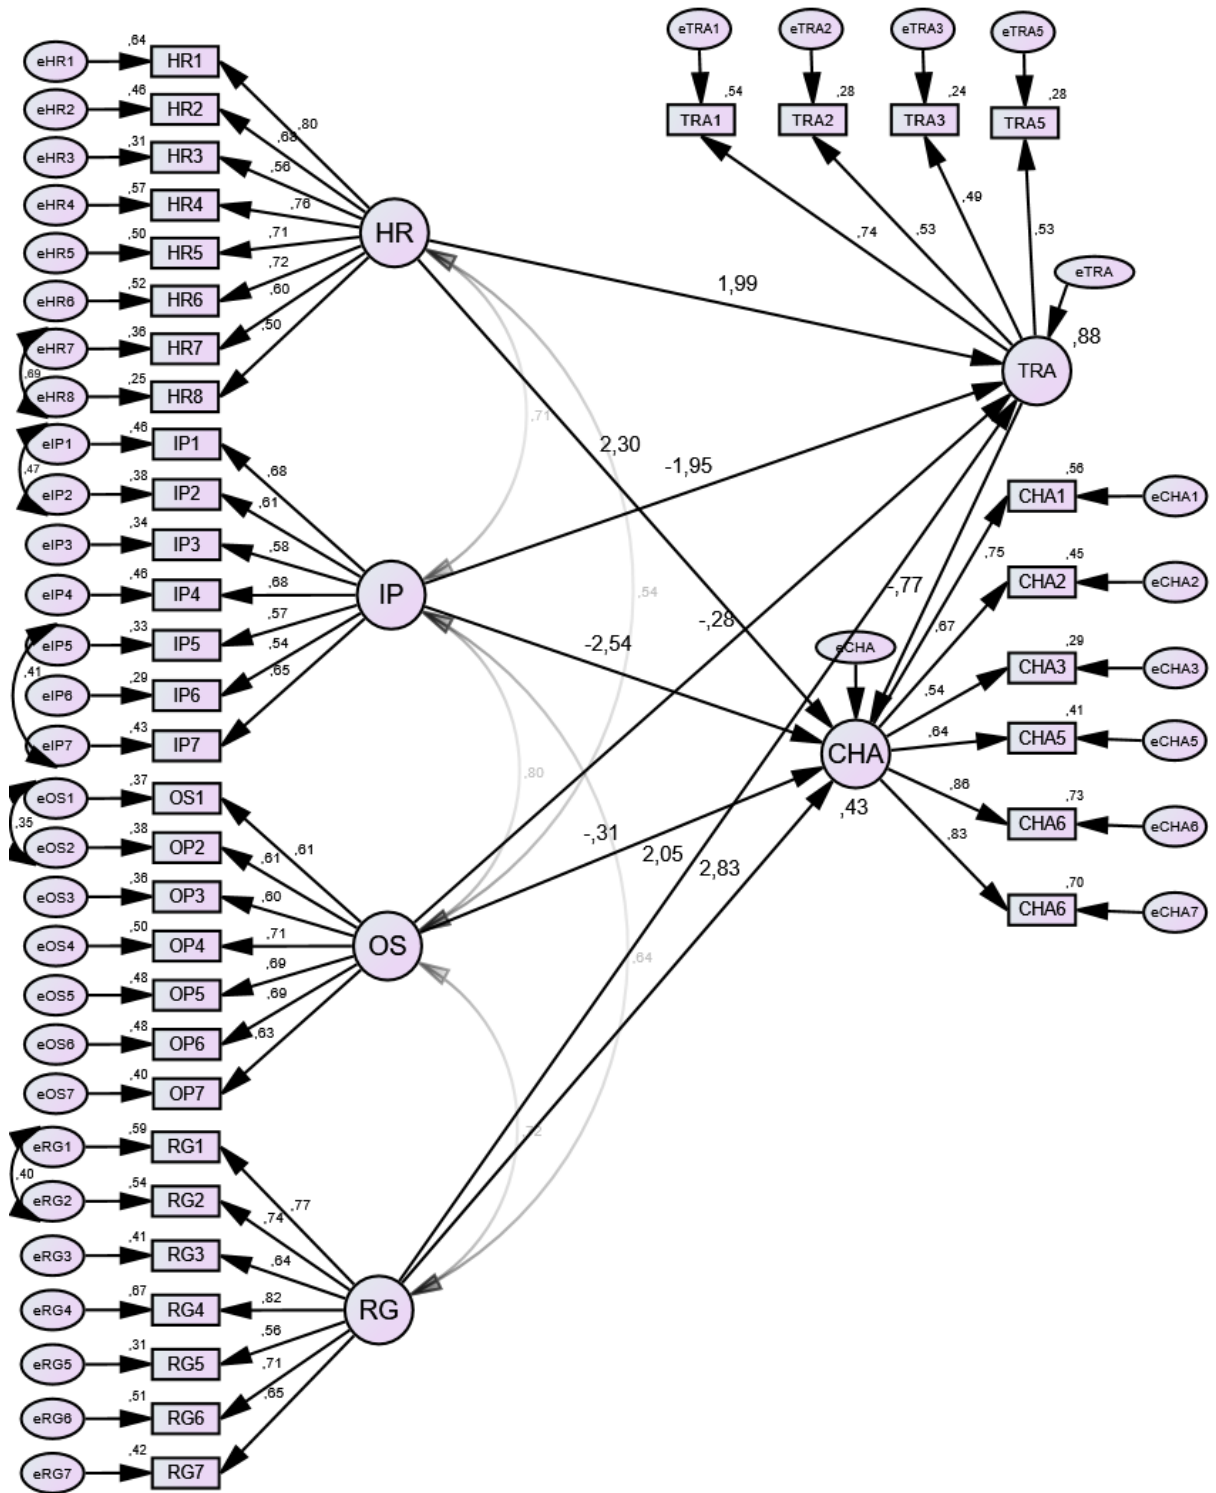 eTRA1 eTRA2 eTRA3 eTRA5
,54 ,28 ,24 ,28
TRA1 TRA2 TRA3 TRA5
,74 ,53 ,49 ,53
eTRA
TRA
,88
eHR1 ,64 HR1 ,80
eHR2 ,46 HR2 ,68
eHR3 ,31 HR3 ,56
eHR4 ,57 HR4 ,76
eHR5 ,50 HR5 ,71
eHR6 ,52 HR6 ,72
eHR7 ,36 HR7 ,60
eHR8 ,25 HR8 ,50
,69
HR
1,99
2,30
,71
,54
eIP1 ,46 IP1 ,68
eIP2 ,38 IP2 ,61
,47
eIP3 ,34 IP3 ,58
eIP4 ,46 IP4 ,68
eIP5 ,33 IP5 ,57
eIP6 ,29 IP6 ,54
eIP7 ,43 IP7 ,65
,41
IP
-1,95
-2,54
,80
,64
eOS1 ,37 OS1 ,61
eOS2 ,38 OP2 ,61
,35
eOS3 ,36 OP3 ,60
eOS4 ,50 OP4 ,71
eOS5 ,48 OP5 ,69
eOS6 ,48 OP6 ,69
eOS7 ,40 OP7 ,63
OS
-,28
-,31
,72
eRG1 ,59 RG1 ,77
eRG2 ,54 RG2 ,74
,40
eRG3 ,41 RG3 ,64
eRG4 ,67 RG4 ,82
eRG5 ,31 RG5 ,56
eRG6 ,51 RG6 ,71
eRG7 ,42 RG7 ,65
RG
2,05
2,83
-,77
eCHA
CHA
,43
,75 CHA1 ,56 eCHA1
,67 CHA2 ,45 eCHA2
,54 CHA3 ,29 eCHA3
,64 CHA5 ,41 eCHA5
,86 CHA6 ,73 eCHA6
,83 CHA6 ,70 eCHA7